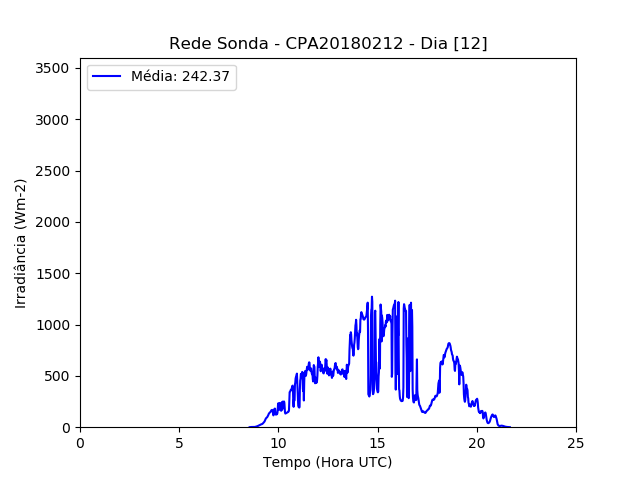 Rede Sonda - CPA20180212 - Dia [12]
Média: 242.37
3500
3000
2500
2000
1500
1000
500
0
Irradiância (Wm-2)
0 5 10 15 20 25
Tempo (Hora UTC)